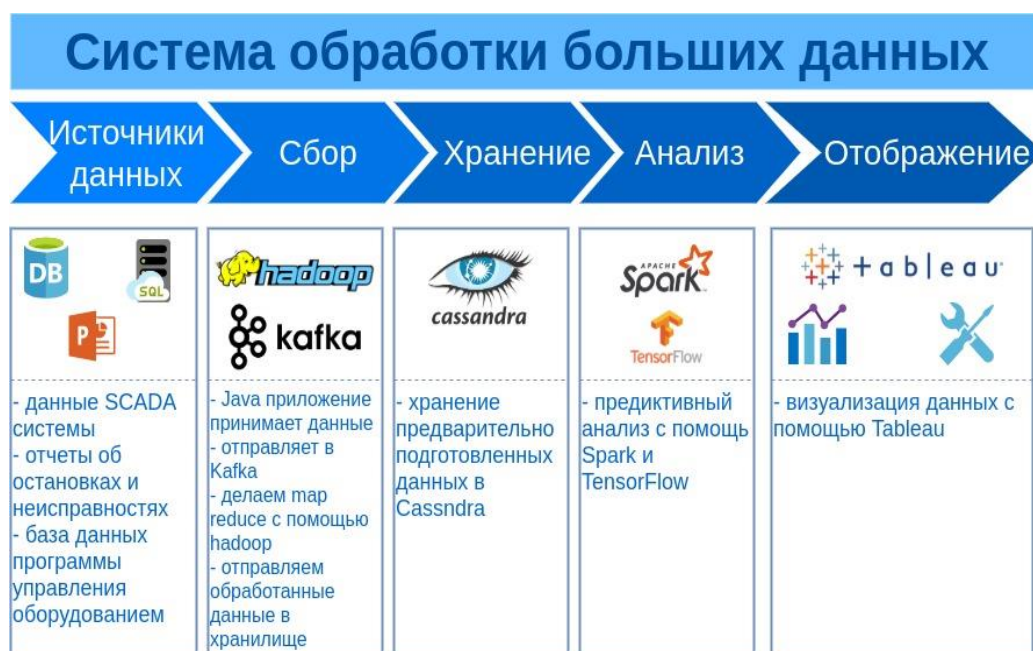 Система обработки больших данных
Источники
данных
Сбор
Хранение
Анализ
Отображение
DB
SQL
P
hadoop
kafka
cassandra
APACHE
Spark
TensorFlow
+ableau
- данные SCADA
системы
- отчеты об
остановках и
неисправностях
- база данных
программы
управления
оборудованием
- Java приложение
принимает данные
- отправляет в
Kafka
- делаем map
reduce с помощью
hadoop
- отправляем
обработанные
данные в
хранилище
- хранение
предварительно
подготовленных
данных в
Cassndra
- предиктивный
анализ с помощь
Spark и
TensorFlow
- визуализация данных с
помощью Tableau